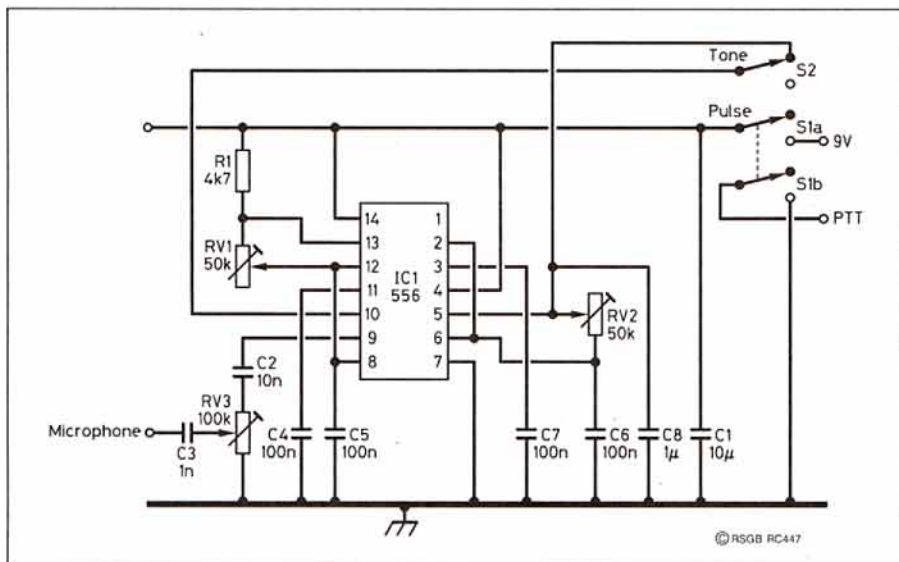 Tone
S2
Pulse
S1a
9V
S1b
PTT
R1
4k7
RV1
50k
14 1
13 2
12 3
11 4
10 5
9 6
8 7
IC1
556
RV2
50k
C2
10n
RV3
100k
Microphone
C3
1n
C4
100n
C5
100n
C7
100n
C6
100n
C8
1μ
C1
10μ
© RSGB RC447